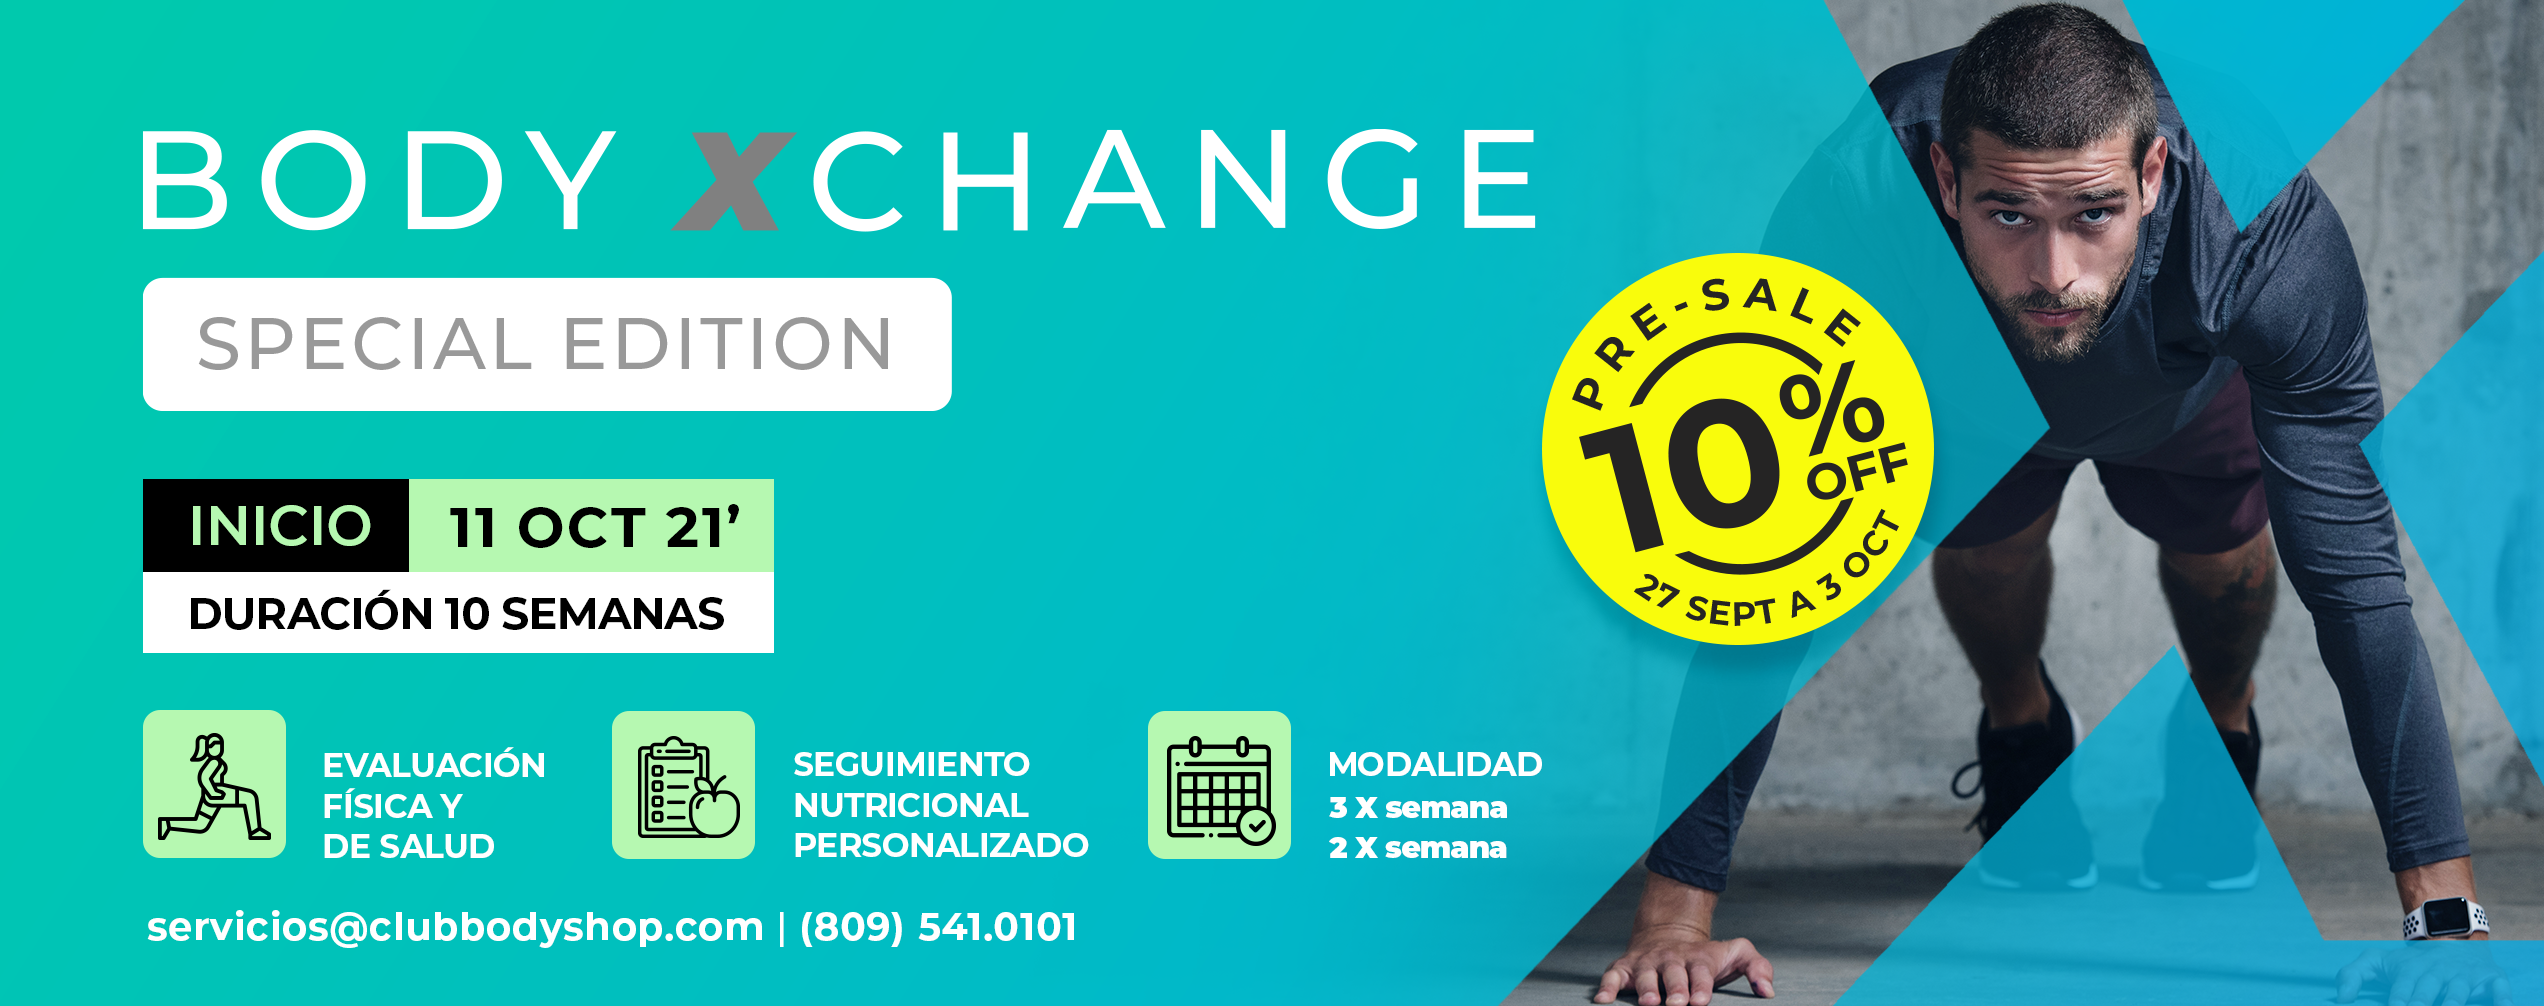 BODY XCHANGE
SPECIAL EDITION
INICIO 11 OCT 21’
DURACIÓN 10 SEMANAS
PRE-SALE
10%
OFF
27 SEPT A 3 OCT
EVALUACIÓN
FÍSICA Y
DE SALUD
SEGUIMIENTO
NUTRICIONAL
PERSONALIZADO
MODALIDAD
3 X semana
2 X semana
servicios@clubbodyshop.com | (809) 541.0101